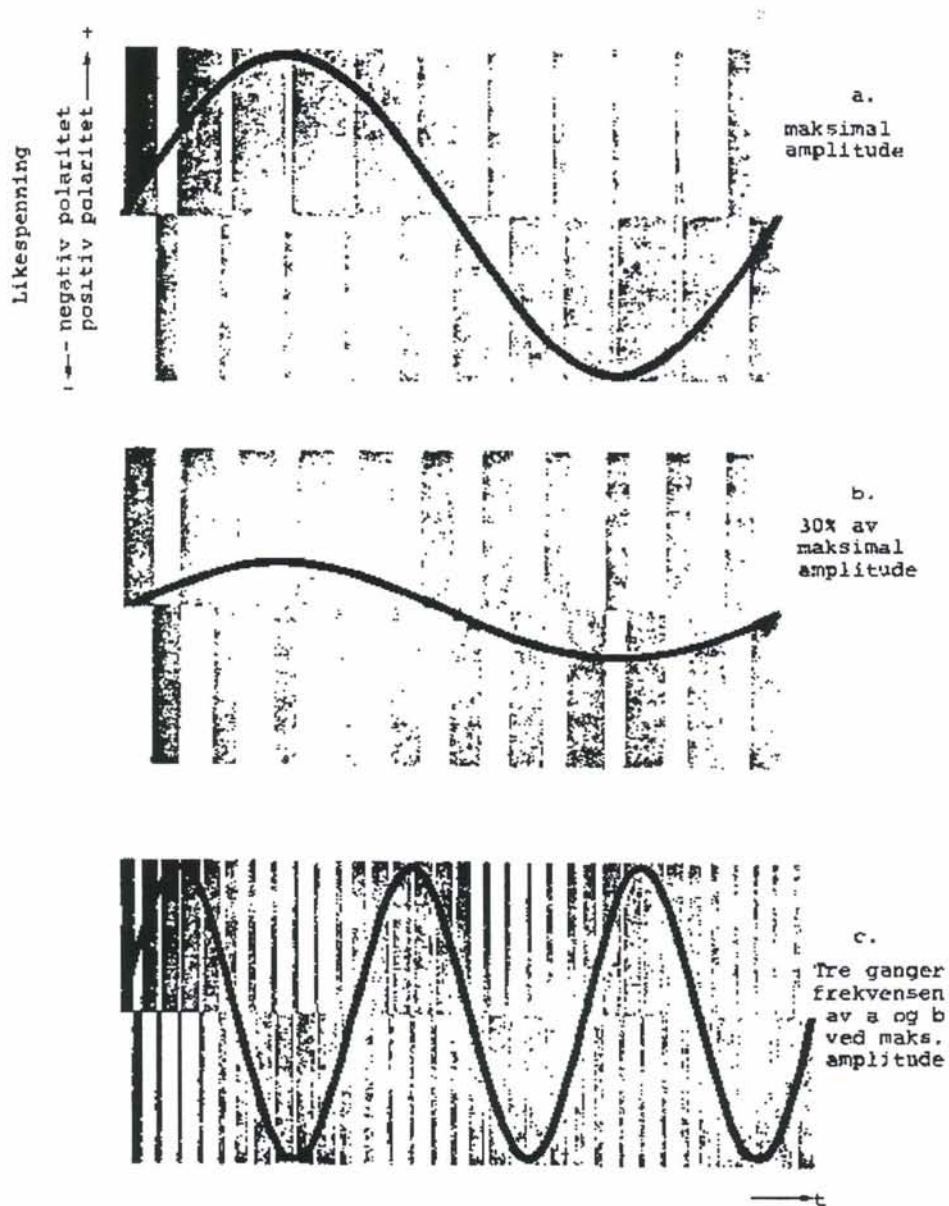 Likespenning
− ←− negativ polaritet
positiv polaritet −→ +
a.
maksimal
amplitude
b.
30% av
maksimal
amplitude
c.
Tre ganger
frekvensen
av a og b
ved maks.
amplitude
t